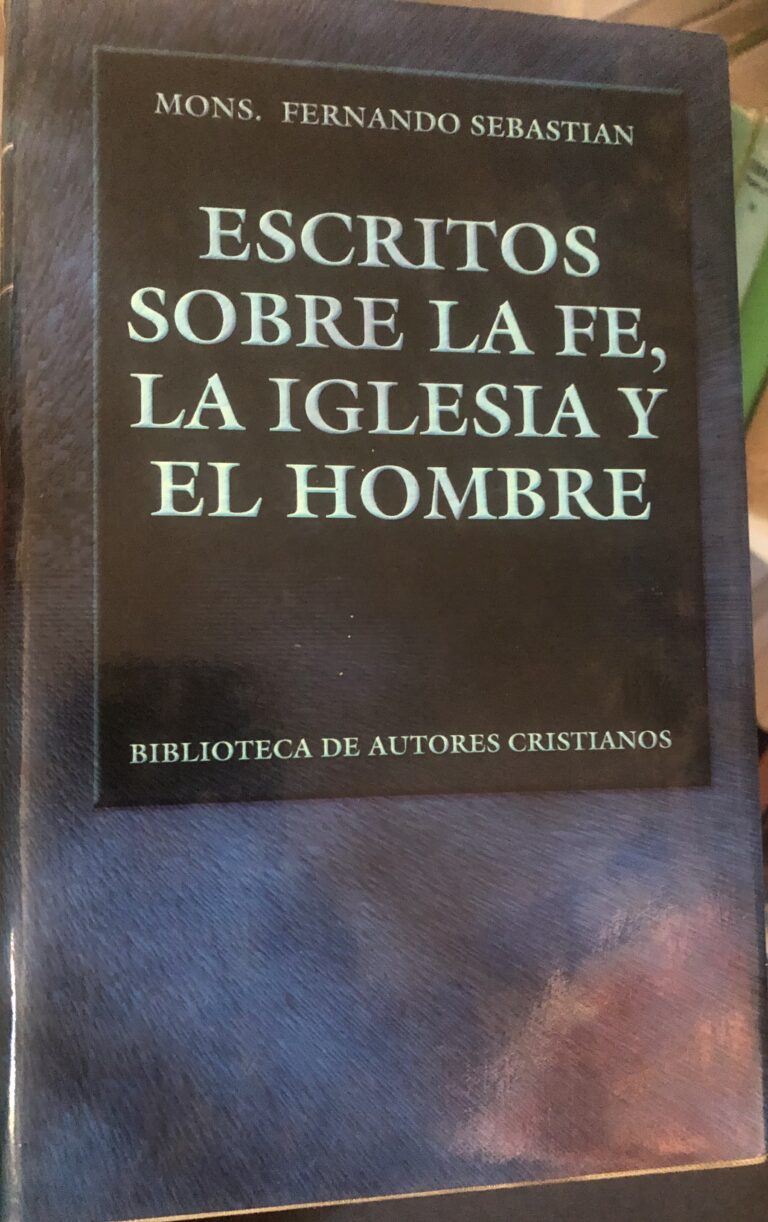 MONS. FERNANDO SEBASTIAN
ESCRITOS
SOBRE LA FE,
LA IGLESIA Y
EL HOMBRE
BIBLIOTECA DE AUTORES CRISTIANOS